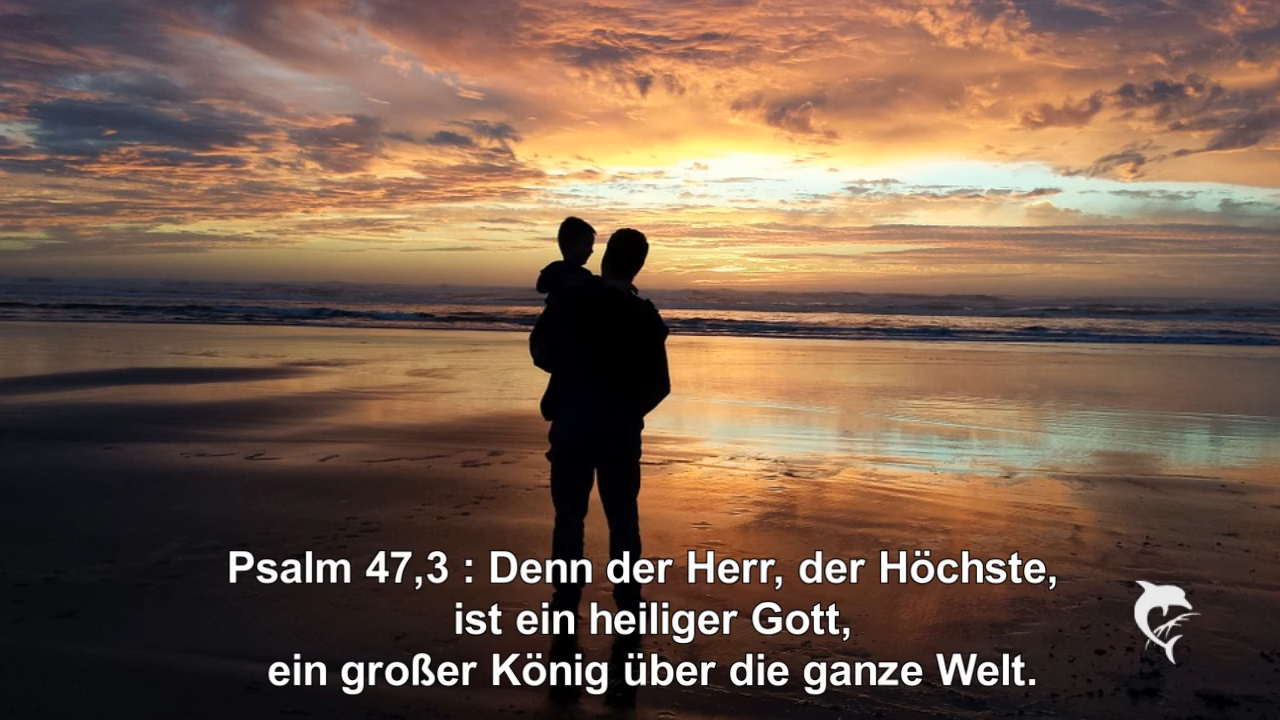 Psalm 47,3 : Denn der Herr, der Höchste,
ist ein heiliger Gott,
ein großer König über die ganze Welt.